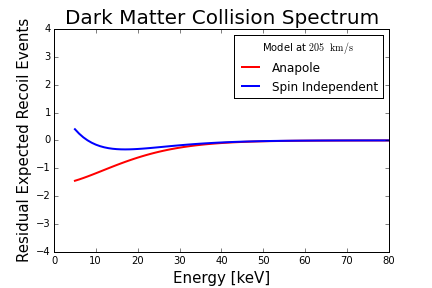 Dark Matter Collision Spectrum
Residual Expected Recoil Events
4
3
2
1
0
−1
−2
−3
−4
Model at 205 km/s
Anapole
Spin Independent
0 10 20 30 40 50 60 70 80
Energy [keV]